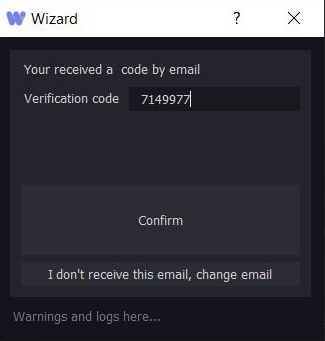 Wizard
Your received a code by email
Verification code 7149977
Confirm
I don't receive this email, change email
Warnings and logs here...